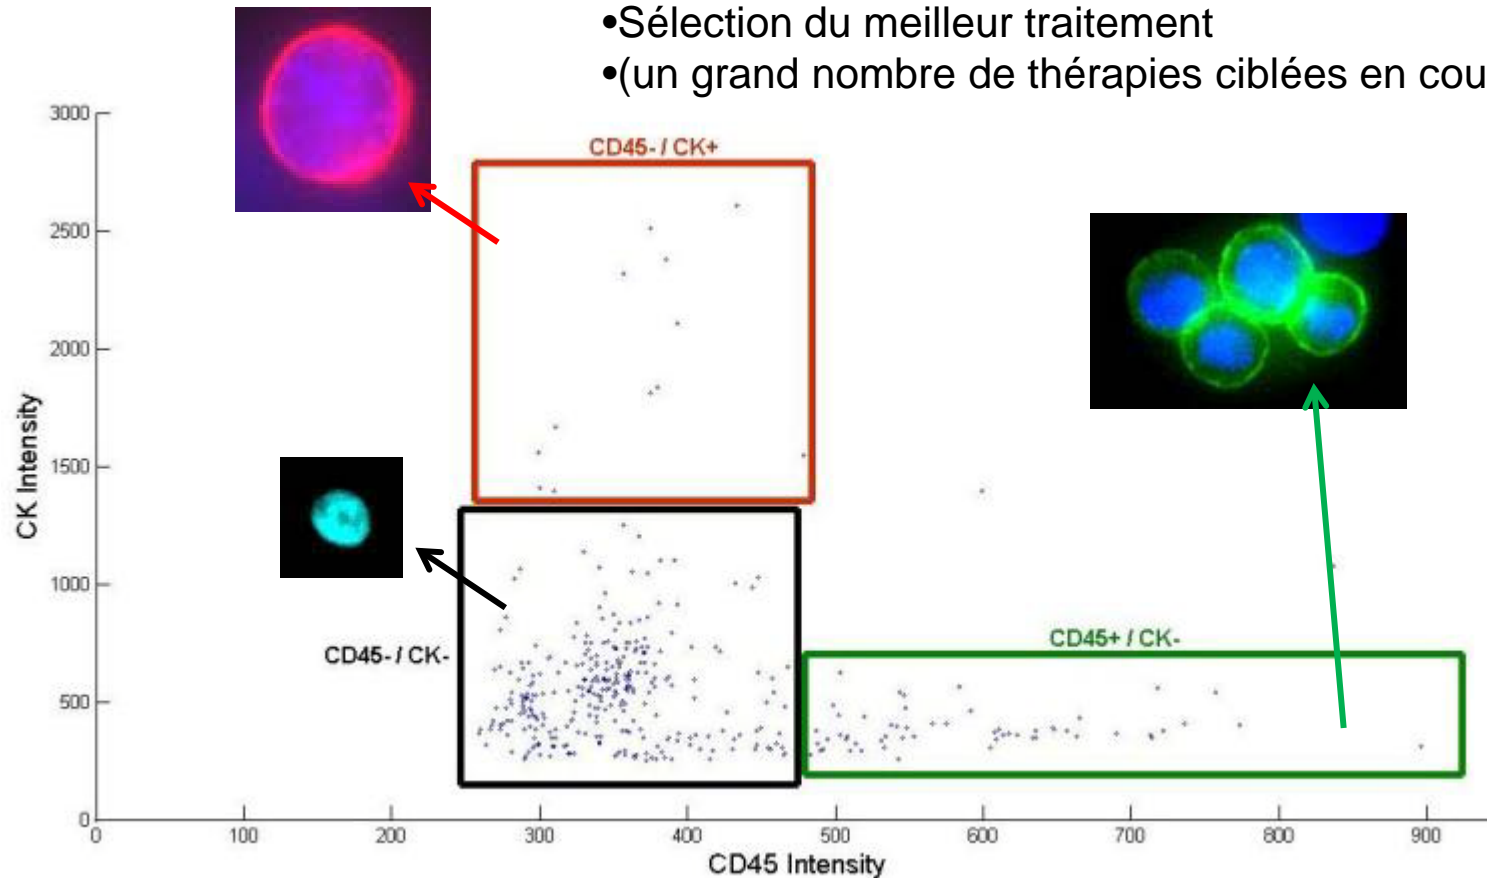 •Sélection du meilleur traitement
•(un grand nombre de thérapies ciblées en cou
CD45- / CK+
3000
2500
2000
1500
1000
500
0
CK Intensity
CD45- / CK-
CD45+ / CK-
0 100 200 300 400 500 600 700 800 900
CD45 Intensity